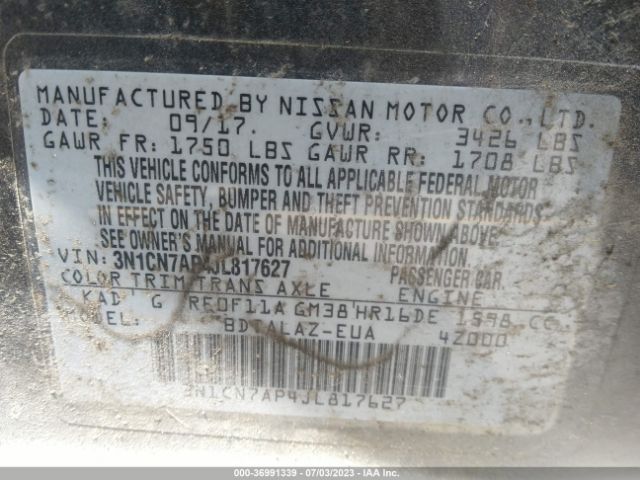 MANUFACTURED BY NISSAN MOTOR CO., LTD.
DATE: 09/17. GVWR: 3426 LBS
GAWR FR: 1750 LBS GAWR RR: 1708 LBS
THIS VEHICLE CONFORMS TO ALL APPLICABLE FEDERAL MOTOR
VEHICLE SAFETY, BUMPER AND THEFT PREVENTION STANDARDS
IN EFFECT ON THE DATE OF MANUFACTURE SHOWN ABOVE.
SEE OWNER'S MANUAL FOR ADDITIONAL INFORMATION.
VIN: 3N1CN7AP4JL817627 PASSENGER CAR.
COLOR TRIM TRANS AXLE ENGINE
KAD G RE0F11A GM38 HR16DE 1598 CC
MODEL: BDTALAZ-EUA 4Z000
3N1CN7AP4JL817627
000-36991339 - 07/03/2023 - IAA Inc.